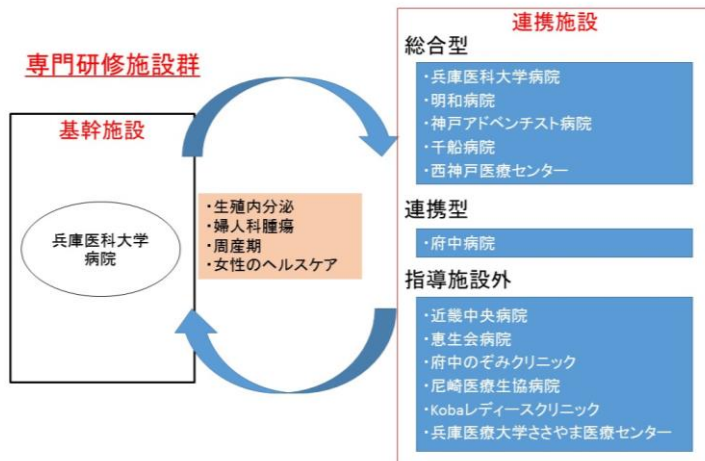 専門研修施設群
基幹施設
兵庫医科大学
病院
・生殖内分泌
・婦人科腫瘍
・周産期
・女性のヘルスケア
連携施設
総合型
・兵庫医科大学病院
・明和病院
・神戸アドベンチスト病院
・千船病院
・西神戸医療センター
連携型
・府中病院
指導施設外
・近畿中央病院
・恵生会病院
・府中のぞみクリニック
・尼崎医療生協病院
・Kobaレディースクリニック
・兵庫医療大学ささやま医療センター